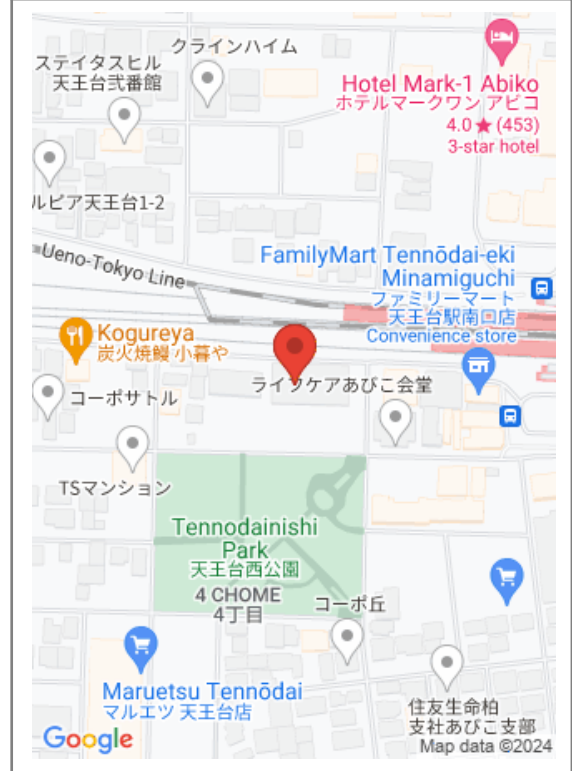 クラインハイム
ステイタスヒル
天王台弐番館
Hotel Mark-1 Abiko
ホテルマークワン アビコ
4.0 ★ (453)
3-star hotel
ルピア天王台1-2
Ueno-Tokyo Line
FamilyMart Tennōdai-eki
Minamiguchi
ファミリーマート
天王台駅南口店
Convenience store
Kogureya
炭火焼鰻 小暮や
コーポサトル
ライフケアあびこ会堂
TSマンション
Tennodainishi
Park
天王台西公園
4 CHOME
4丁目
コーポ丘
Maruetsu Tennōdai
マルエツ 天王台店
住友生命柏
支社あびこ支部
Google
Map data ©2024